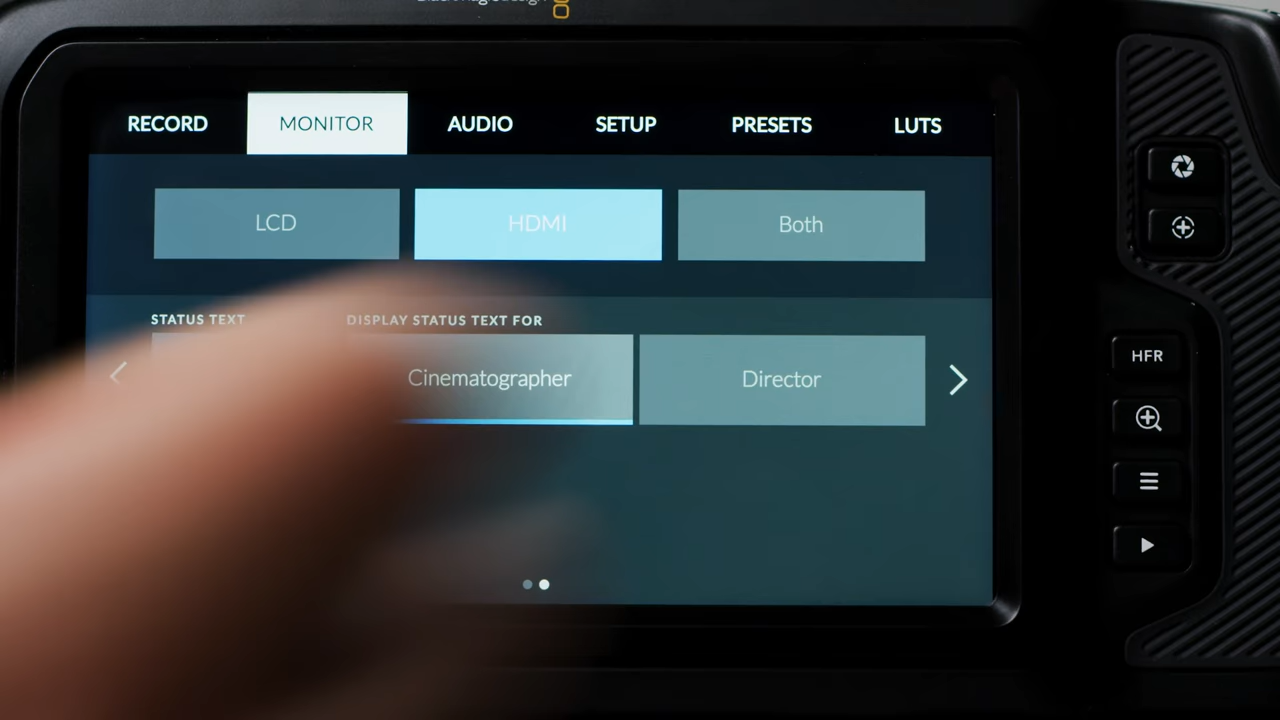 RECORD MONITOR AUDIO SETUP PRESETS LUTS
LCD HDMI Both
STATUS TEXT DISPLAY STATUS TEXT FOR
Cinematographer Director
HFR